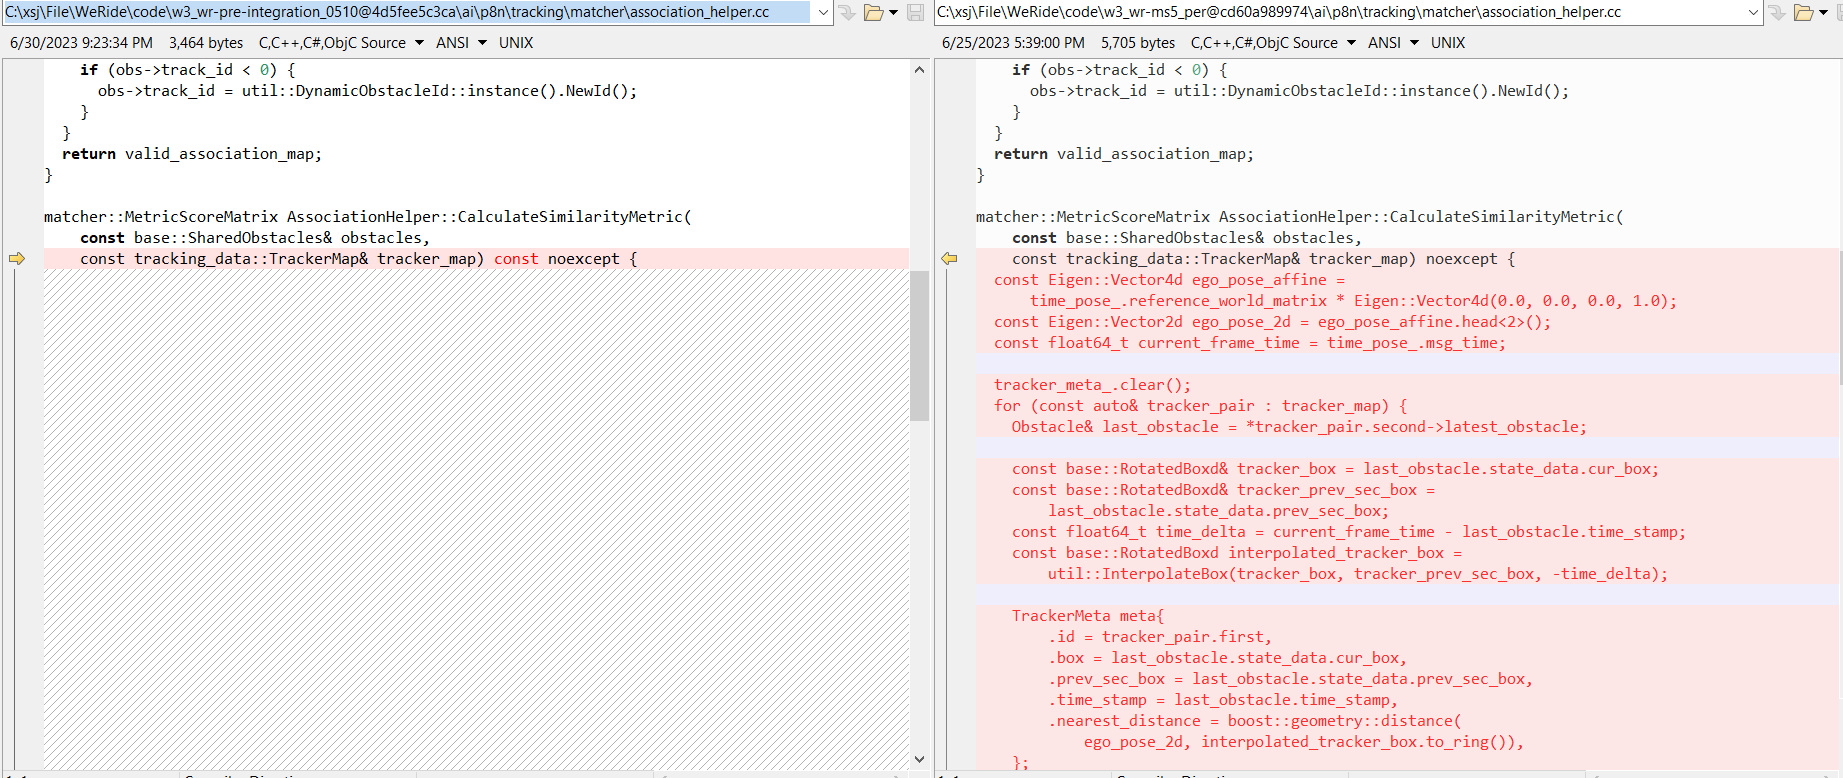 C:\xsj\File\WeRide\code\w3_wr-pre-integration_0510@4d5fee5c3ca\ai\p8n\tracking\matcher\association_helper.cc
6/30/2023 9:23:34 PM 3,464 bytes C,C++,C#,ObjC Source ANSI UNIX
if (obs->track_id < 0) {
obs->track_id = util::DynamicObstacleId::instance().NewId();
}
}
return valid_association_map;
}
matcher::MetricScoreMatrix AssociationHelper::CalculateSimilarityMetric(
const base::SharedObstacles& obstacles,
const tracking_data::TrackerMap& tracker_map) const noexcept {
C:\xsj\File\WeRide\code\w3_wr-ms5_per@cd60a989974\ai\p8n\tracking\matcher\association_helper.cc
6/25/2023 5:39:00 PM 5,705 bytes C,C++,C#,ObjC Source ANSI UNIX
if (obs->track_id < 0) {
obs->track_id = util::DynamicObstacleId::instance().NewId();
}
}
return valid_association_map;
}
matcher::MetricScoreMatrix AssociationHelper::CalculateSimilarityMetric(
const base::SharedObstacles& obstacles,
const tracking_data::TrackerMap& tracker_map) noexcept {
const Eigen::Vector4d ego_pose_affine =
time_pose_.reference_world_matrix * Eigen::Vector4d(0.0, 0.0, 0.0, 1.0);
const Eigen::Vector2d ego_pose_2d = ego_pose_affine.head<2>();
const float64_t current_frame_time = time_pose_.msg_time;
tracker_meta_.clear();
for (const auto& tracker_pair : tracker_map) {
Obstacle& last_obstacle = *tracker_pair.second->latest_obstacle;
const base::RotatedBoxd& tracker_box = last_obstacle.state_data.cur_box;
const base::RotatedBoxd& tracker_prev_sec_box =
last_obstacle.state_data.prev_sec_box;
const float64_t time_delta = current_frame_time - last_obstacle.time_stamp;
const base::RotatedBoxd interpolated_tracker_box =
util::InterpolateBox(tracker_box, tracker_prev_sec_box, -time_delta);
TrackerMeta meta{
.id = tracker_pair.first,
.box = last_obstacle.state_data.cur_box,
.prev_sec_box = last_obstacle.state_data.prev_sec_box,
.time_stamp = last_obstacle.time_stamp,
.nearest_distance = boost::geometry::distance(
ego_pose_2d, interpolated_tracker_box.to_ring()),
};